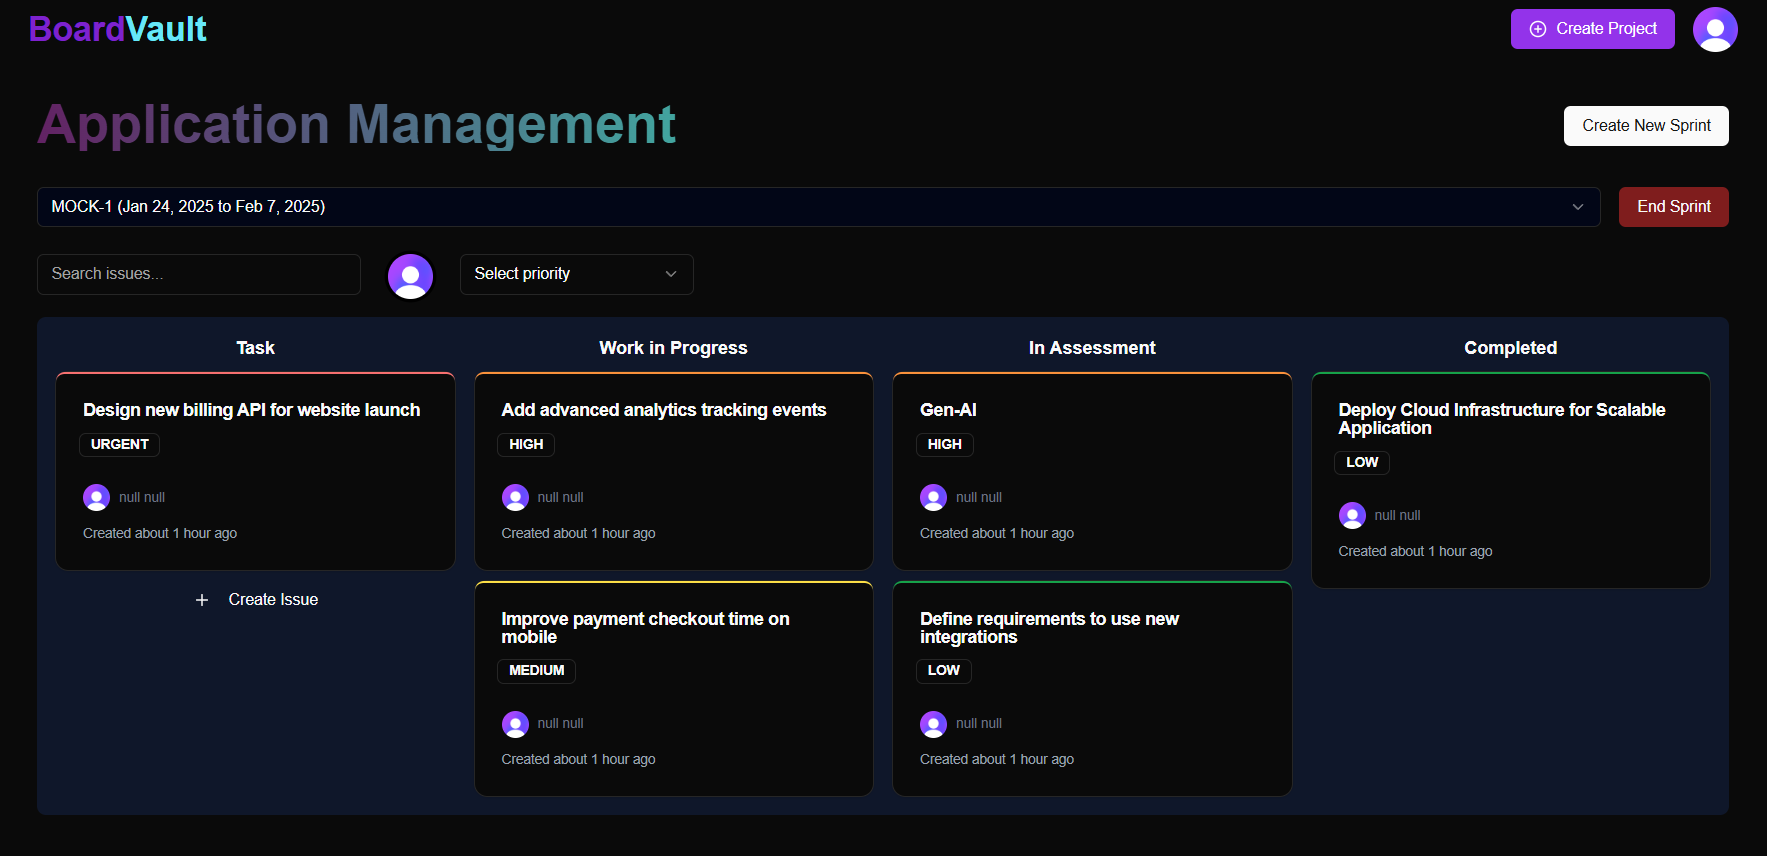 BoardVault
Create Project
Application Management
Create New Sprint
MOCK-1 (Jan 24, 2025 to Feb 7, 2025)
End Sprint
Search issues...
Select priority
Task
Design new billing API for website launch
URGENT
null null
Created about 1 hour ago
Create Issue
Work in Progress
Add advanced analytics tracking events
HIGH
null null
Created about 1 hour ago
Improve payment checkout time on
mobile
MEDIUM
null null
Created about 1 hour ago
In Assessment
Gen-AI
HIGH
null null
Created about 1 hour ago
Define requirements to use new
integrations
LOW
null null
Created about 1 hour ago
Completed
Deploy Cloud Infrastructure for Scalable
Application
LOW
null null
Created about 1 hour ago